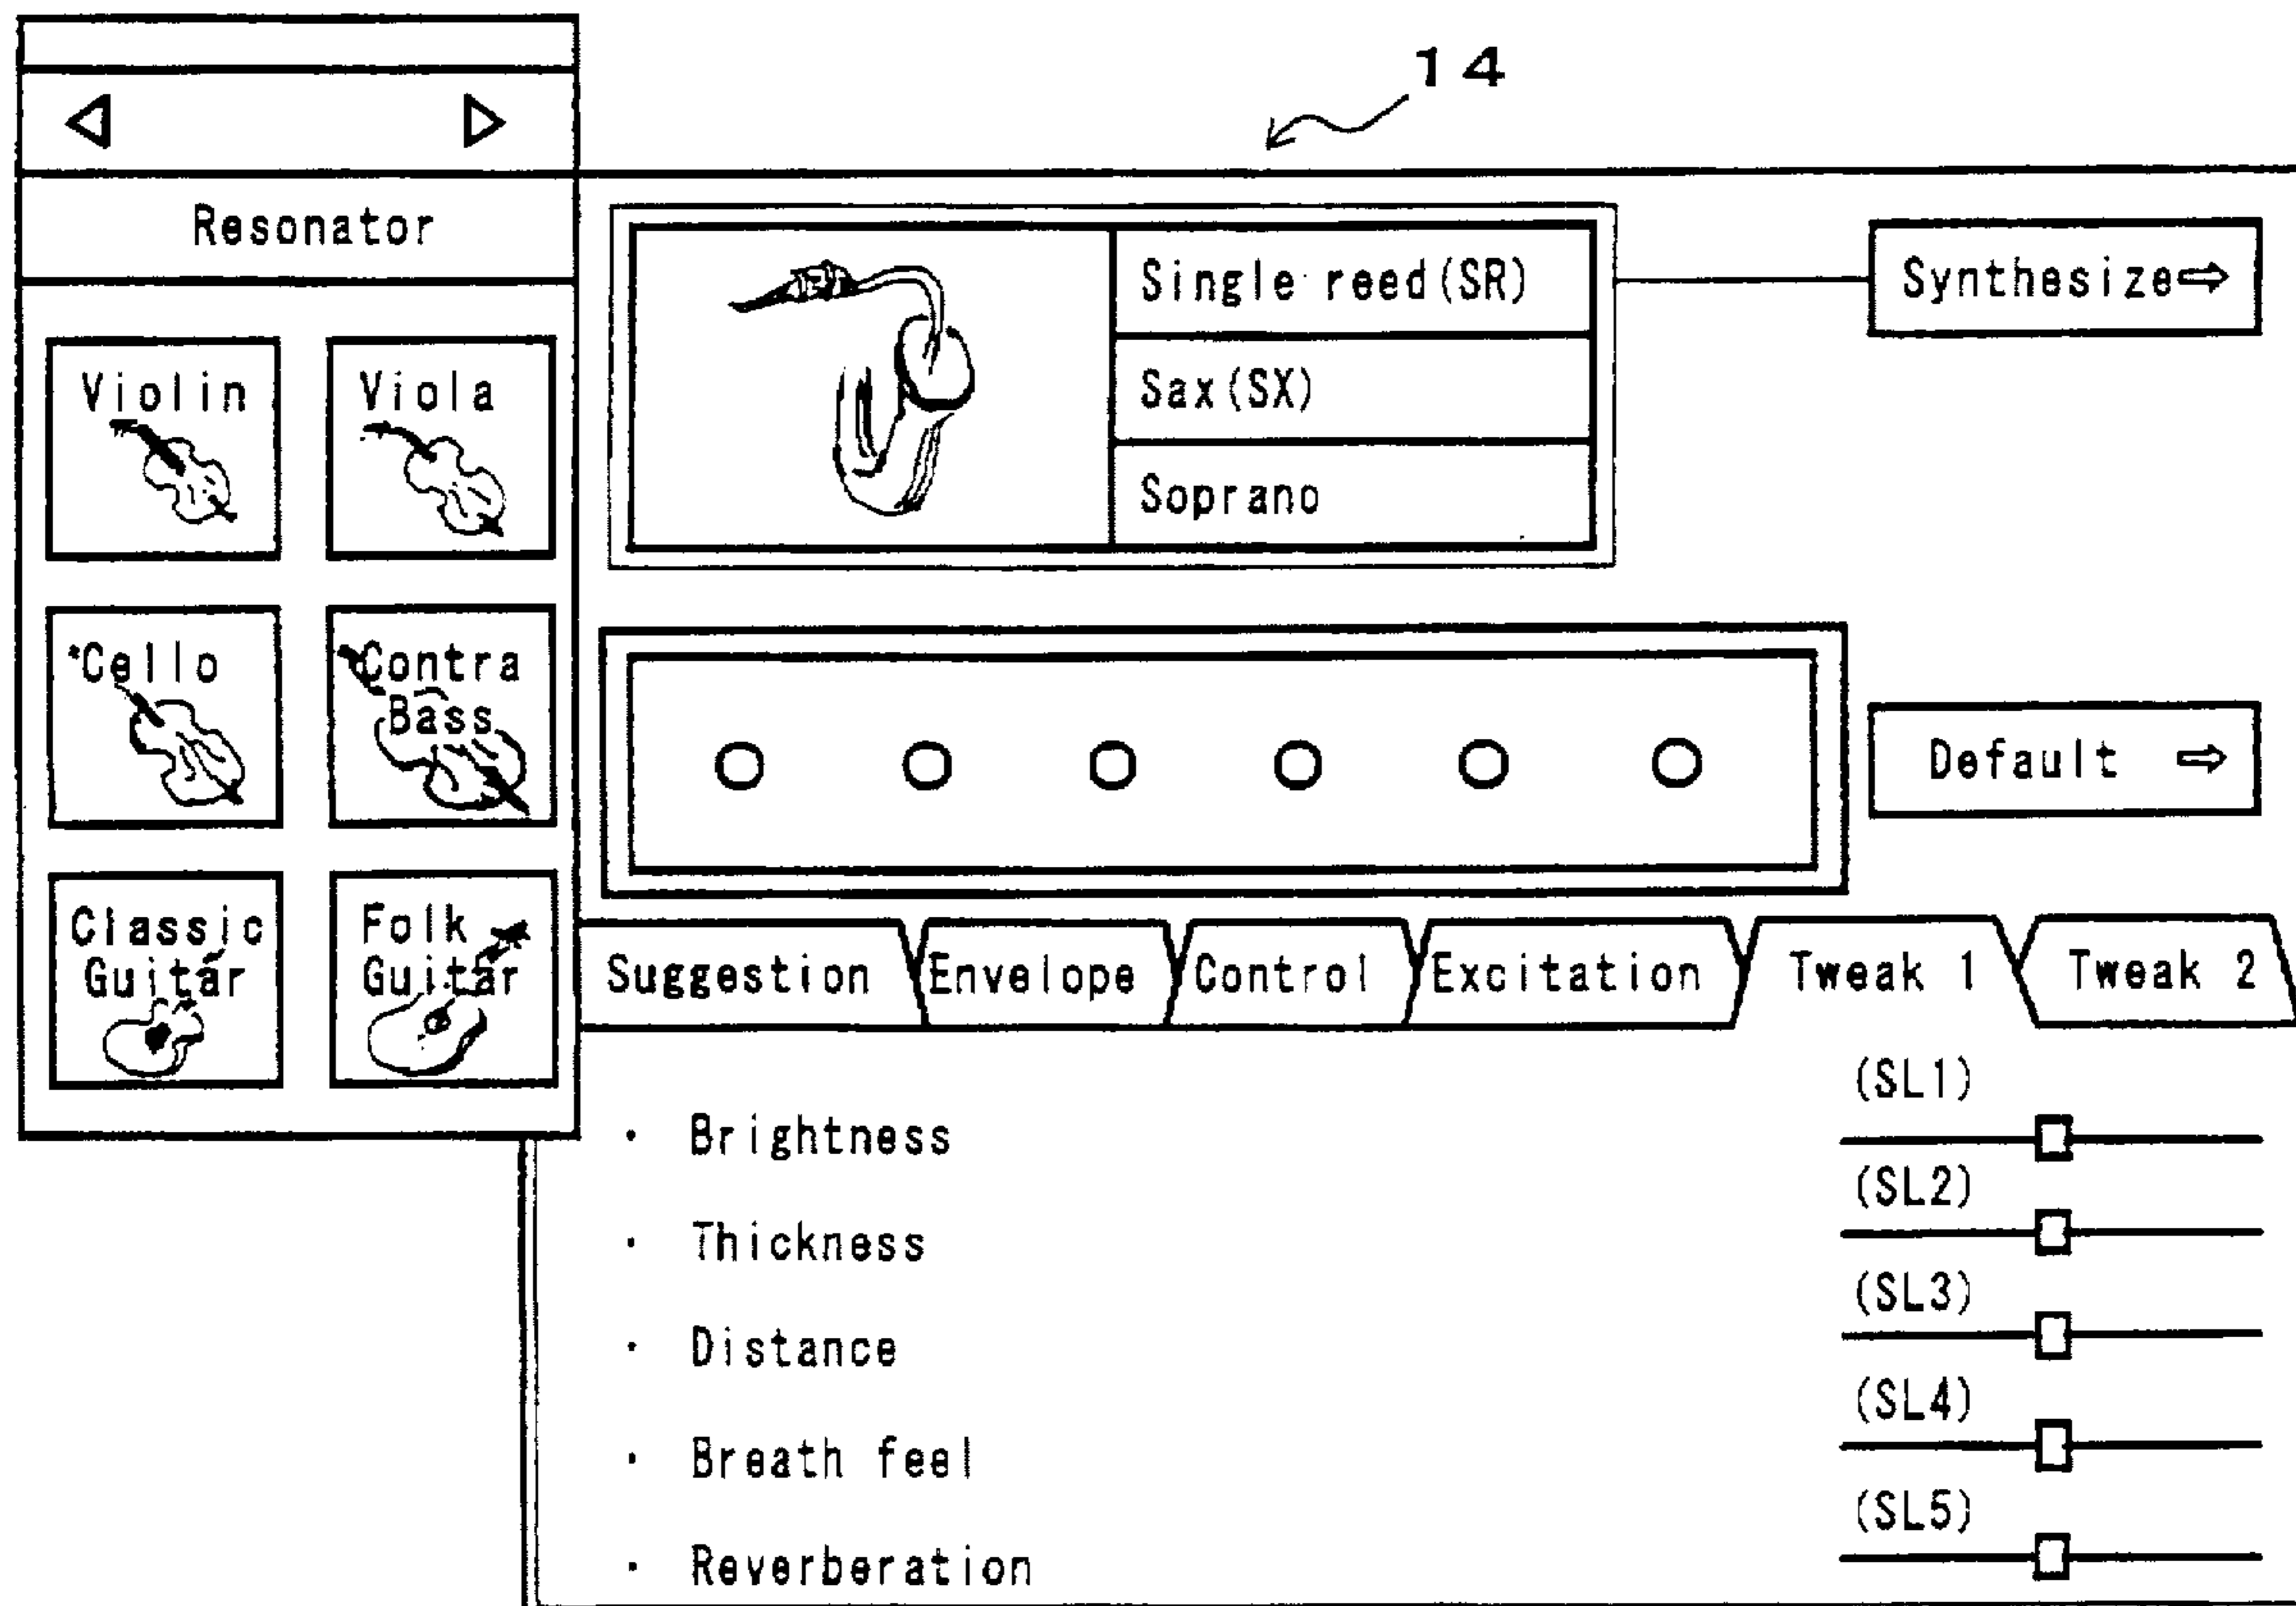 14
Resonator
Violin
Viola
Cello
Contra
Bass
Classic
Guitar
Folk
Guitar
Single reed(SR)
Sax(SX)
Soprano
Synthesize⇨
Default ⇨
Suggestion
Envelope
Control
Excitation
Tweak 1
Tweak 2
· Brightness
(SL1)
· Thickness
(SL2)
· Distance
(SL3)
· Breath feel
(SL4)
· Reverberation
(SL5)